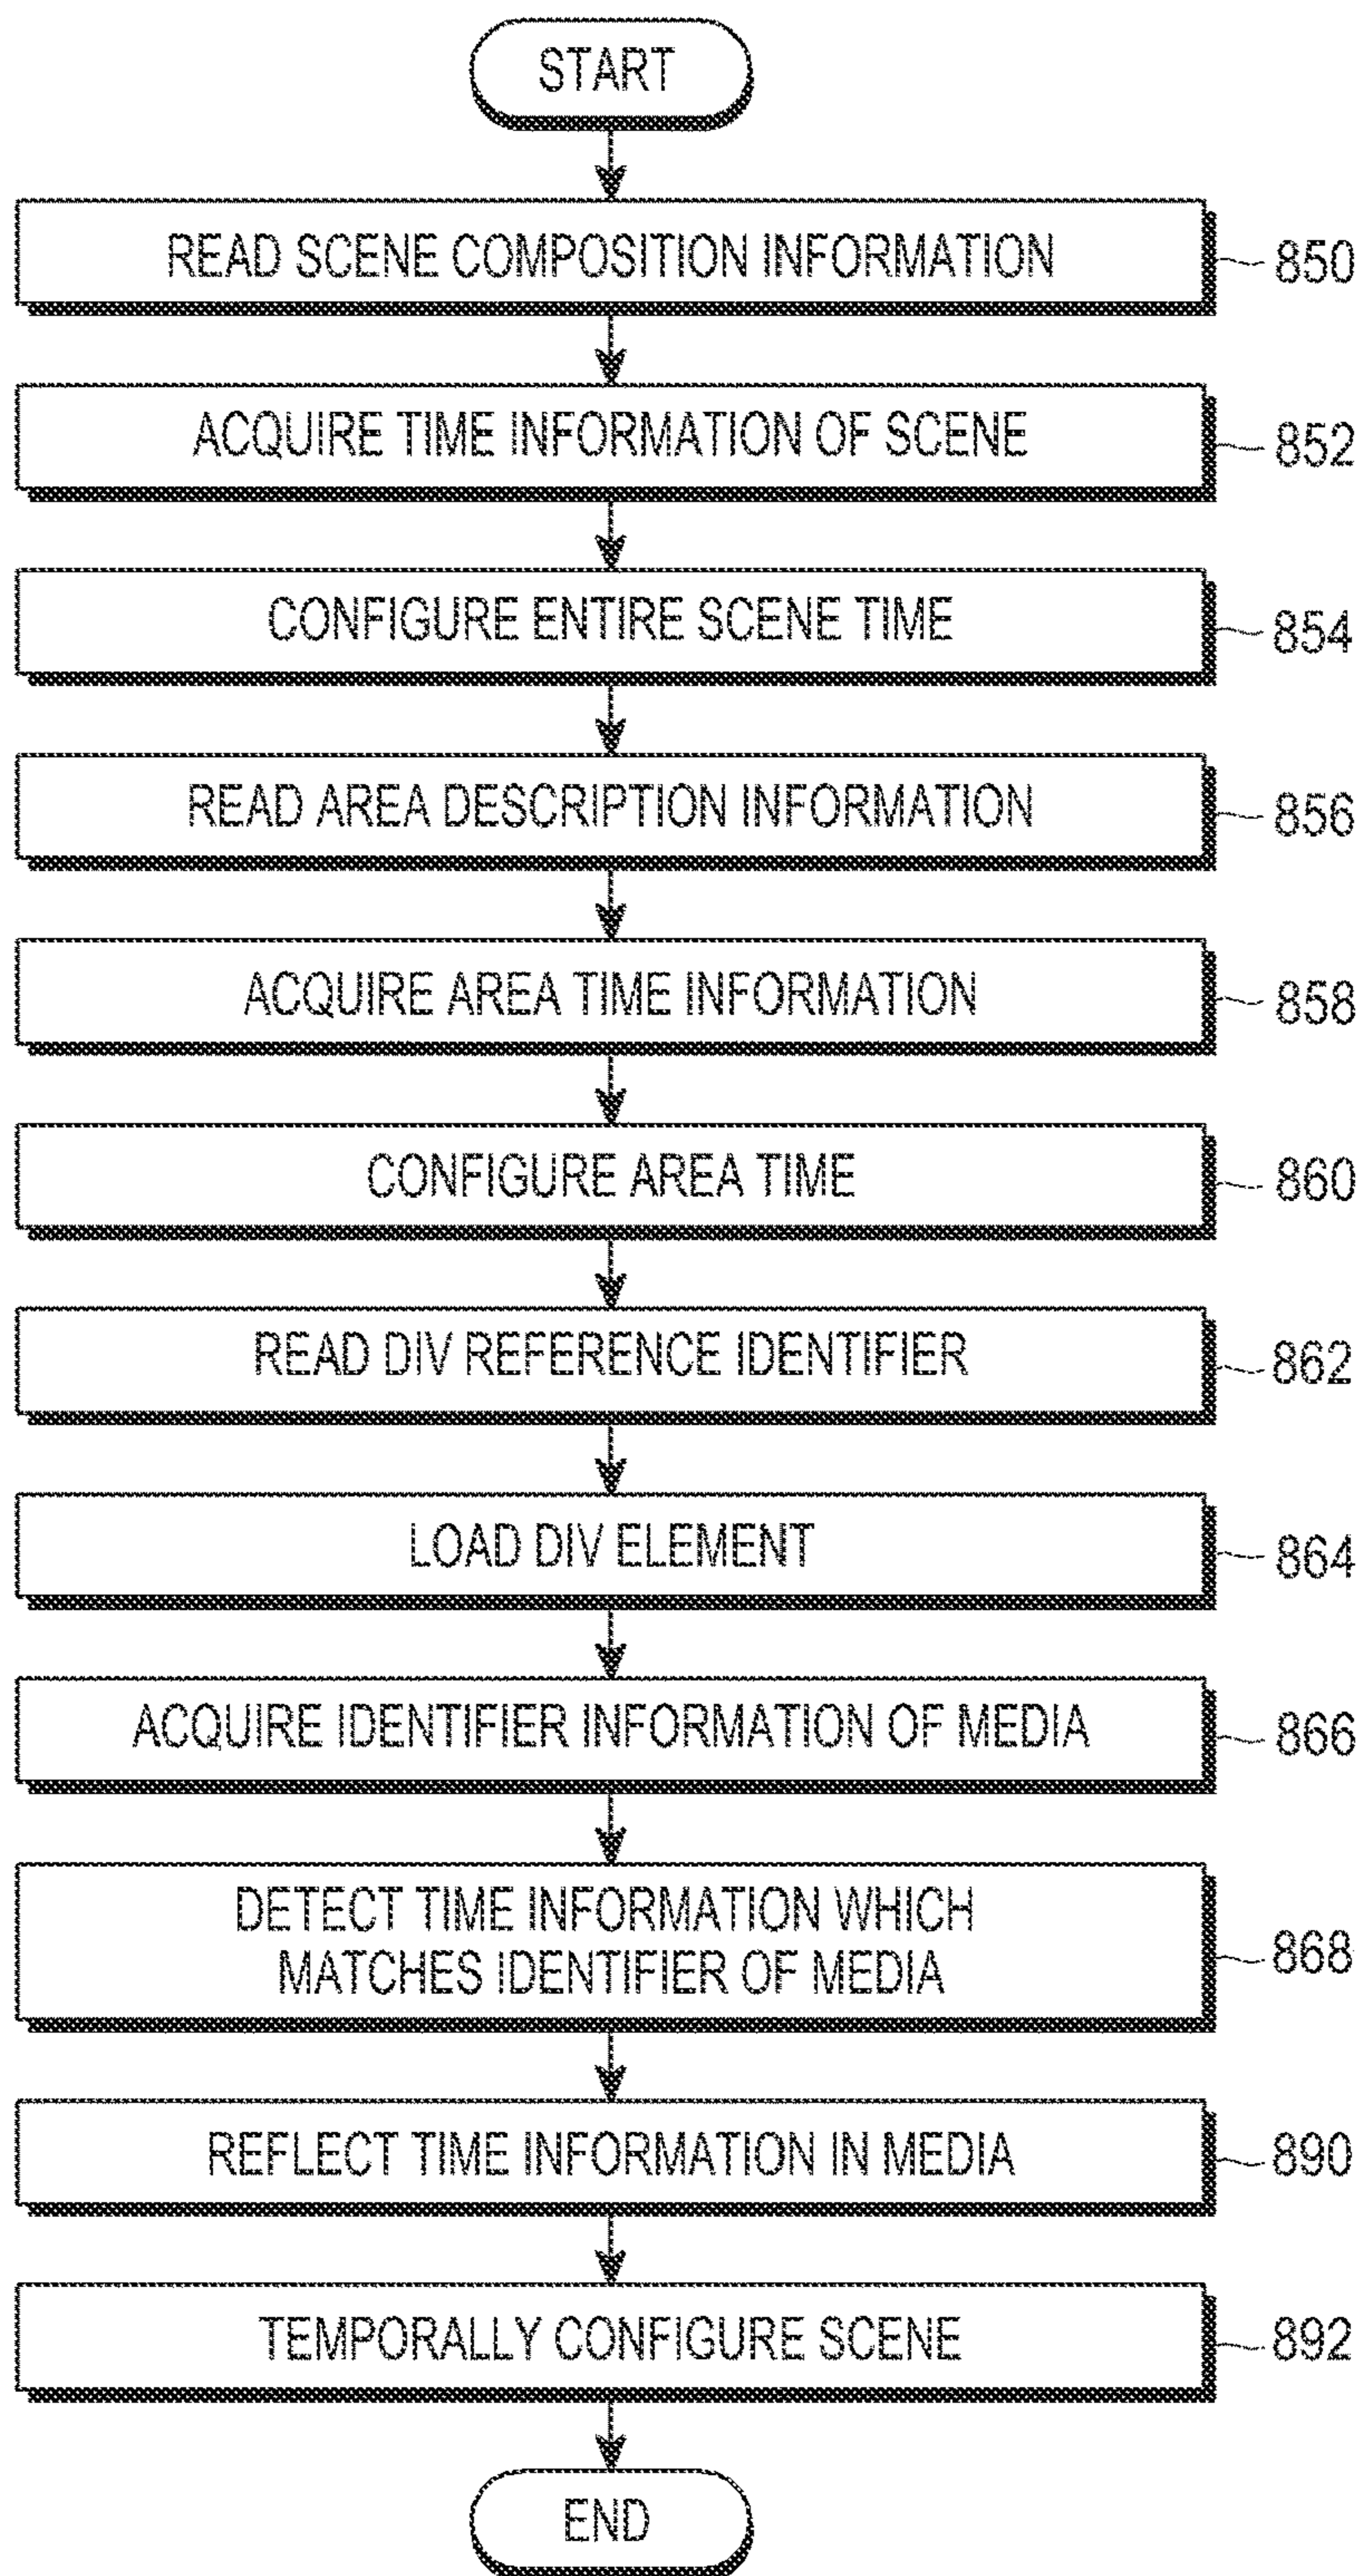 START
READ SCENE COMPOSITION INFORMATION
850
ACQUIRE TIME INFORMATION OF SCENE
852
CONFIGURE ENTIRE SCENE TIME
854
READ AREA DESCRIPTION INFORMATION
856
ACQUIRE AREA TIME INFORMATION
858
CONFIGURE AREA TIME
860
READ DIV REFERENCE IDENTIFIER
862
LOAD DIV ELEMENT
864
ACQUIRE IDENTIFIER INFORMATION OF MEDIA
866
DETECT TIME INFORMATION WHICH
MATCHES IDENTIFIER OF MEDIA
868
REFLECT TIME INFORMATION IN MEDIA
890
TEMPORALLY CONFIGURE SCENE
892
END